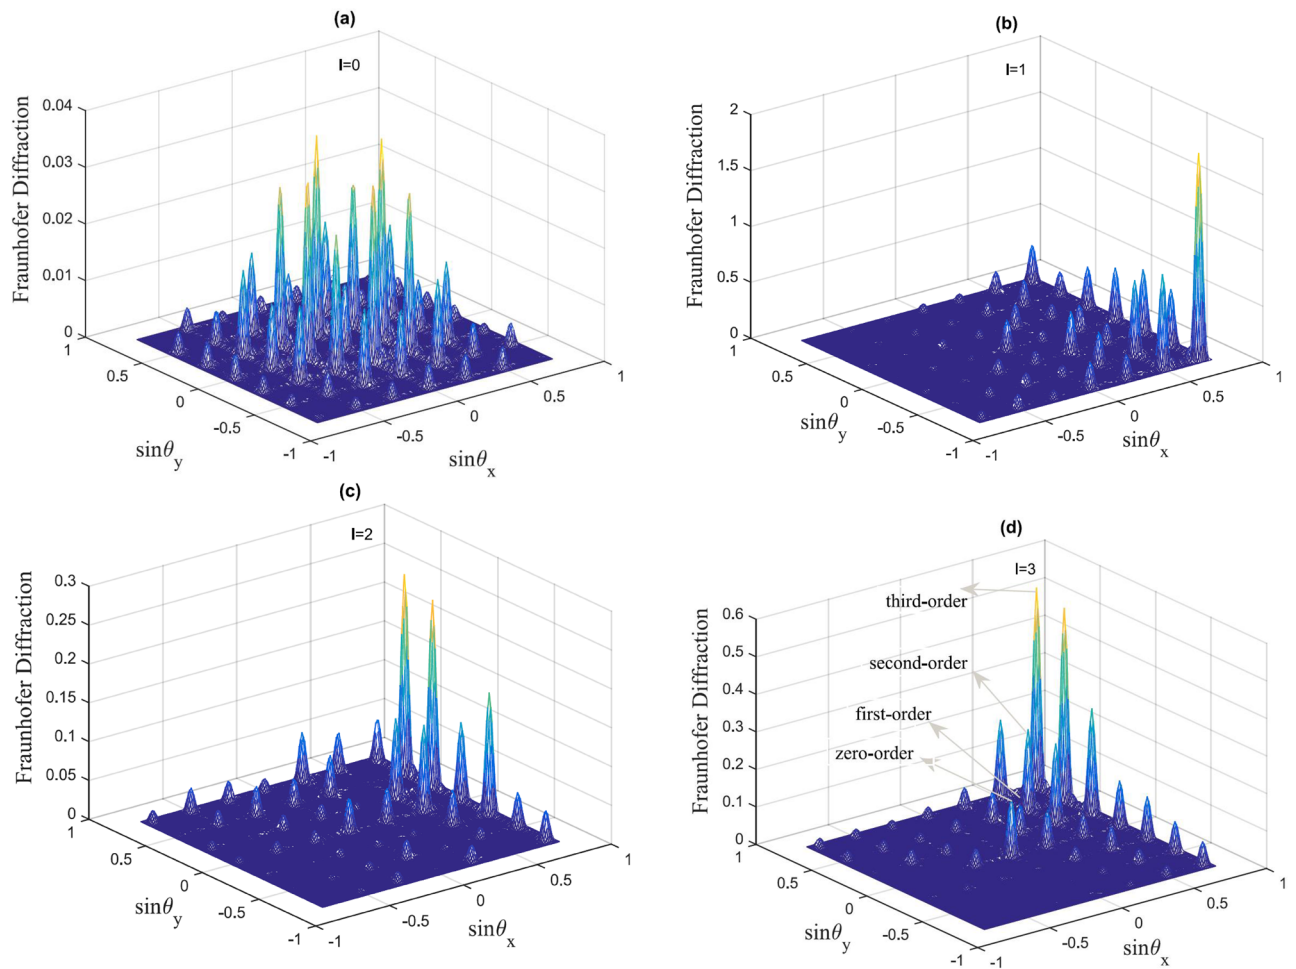 (a)
l=0
Fraunhofer Diffraction
0.04
0.03
0.02
0.01
0
1
0.5
0
-0.5
-1
sinθy
-1
-0.5
0
0.5
1
sinθx
(b)
l=1
Fraunhofer Diffraction
2
1.5
1
0.5
0
1
0.5
0
-0.5
-1
sinθy
-1
-0.5
0
0.5
1
sinθx
(c)
l=2
Fraunhofer Diffraction
0.3
0.25
0.2
0.15
0.1
0.05
0
1
0.5
0
-0.5
-1
sinθy
-1
-0.5
0
0.5
1
sinθx
(d)
l=3
third-order
second-order
first-order
zero-order
Fraunhofer Diffraction
0.6
0.5
0.4
0.3
0.2
0.1
0
1
0.5
0
-0.5
-1
sinθy
-1
-0.5
0
0.5
1
sinθx